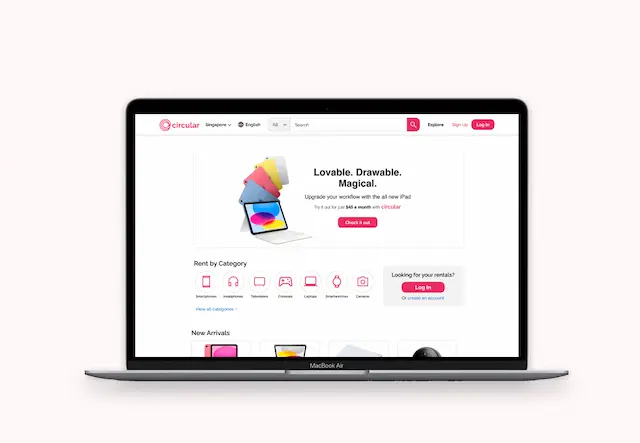 circular
Singapore
English
All
Search
Explore
Sign Up
Log In
Lovable. Drawable.
Magical.
Upgrade your workflow with the all new iPad
Try it out for just $45 a month with circular
Check it out
Rent by Category
Looking for your rentals?
Log In
Or create an account
Smartphones
Headphones
Televisions
Consoles
Laptops
Smartwatches
Cameras
View all categories
New Arrivals
MacBook Air